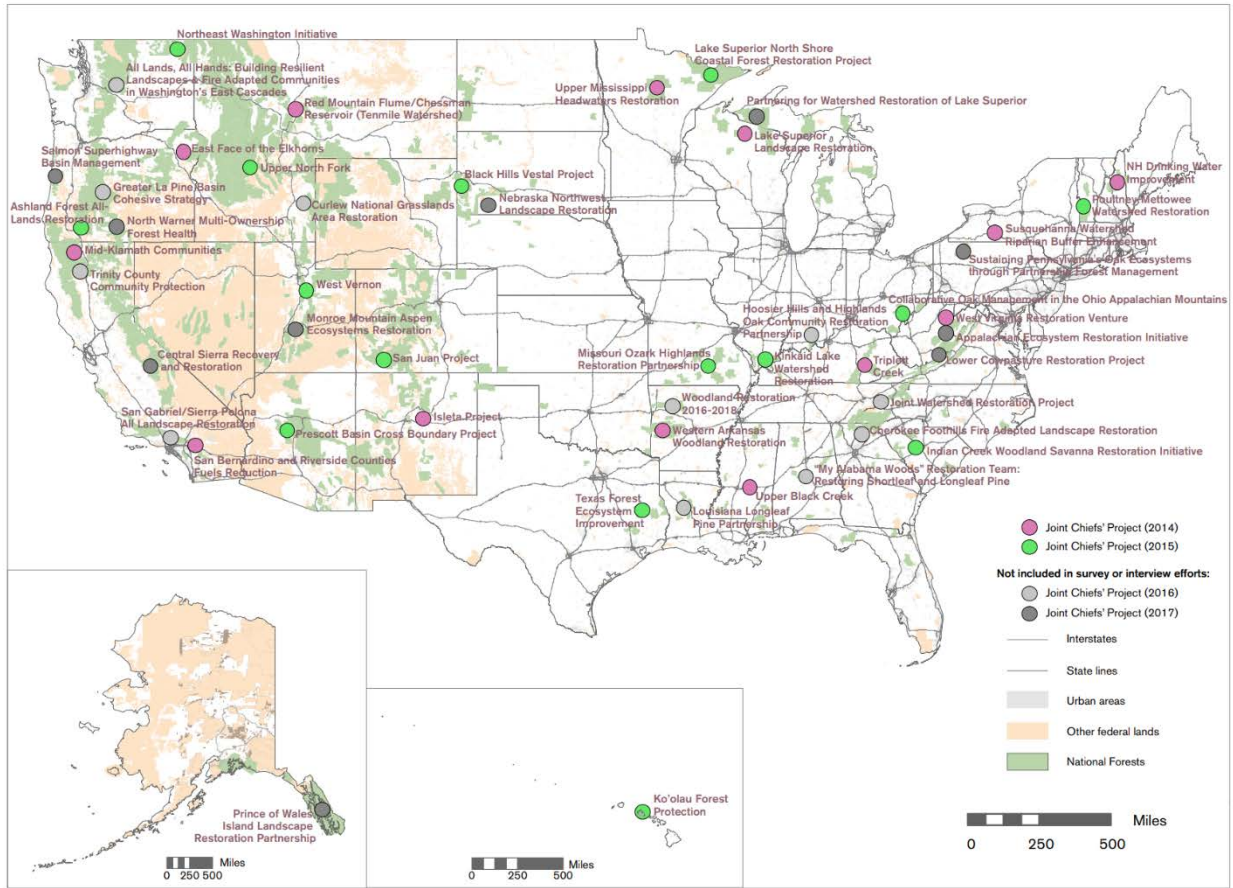 Northeast Washington Initiative
All Lands, All Hands: Building Resilient
Landscapes & Fire Adapted Communities
in Washington's East Cascades
Red Mountain Flume/Chessman
Reservoir (Tenmile Watershed)
Salmon Superhighway
Basin Management
East Face of the Elkhorns
Upper North Fork
Greater La Pine Basin
Cohesive Strategy
Ashland Forest All-
Lands Restoration
North Warner Multi-Ownership
Forest Health
Curlew National Grasslands
Area Restoration
Mid-Klamath Communities
Trinity County
Community Protection
West Vernon
Monroe Mountain Aspen
Ecosystems Restoration
Central Sierra Recovery
and Restoration
San Juan Project
San Gabriel/Sierra Pelona
All Landscape Restoration
San Bernardino and Riverside Counties
Fuels Reduction
Prescott Basin Cross Boundary Project
Isleta Project
Black Hills Vestal Project
Nebraska Northwest
Landscape Restoration
Upper Mississippi
Headwaters Restoration
Lake Superior North Shore
Coastal Forest Restoration Project
Partnering for Watershed Restoration of Lake Superior
Lake Superior
Landscape Restoration
NH Drinking Water
Improvement
Poultney Mettowee
Watershed Restoration
Susquehanna Watershed
Riparian Buffer Enhancement
Sustaining Pennsylvania's Oak Ecosystems
through Partnership Forest Management
Collaborative Oak Management in the Ohio Appalachian Mountains
Hoosier Hills and Highlands
Oak Community Restoration
Partnership
West Virginia Restoration Venture
Appalachian Ecosystem Restoration Initiative
Lower Cowpasture Restoration Project
Missouri Ozark Highlands
Restoration Partnership
Kinkaid Lake
Watershed
Restoration
Triplett
Creek
Woodland Restoration
2016-2018
Western Arkansas
Woodland Restoration
Joint Watershed Restoration Project
Cherokee Foothills Fire Adapted Landscape Restoration
Indian Creek Woodland Savanna Restoration Initiative
"My Alabama Woods" Restoration Team:
Restoring Shortleaf and Longleaf Pine
Upper Black Creek
Texas Forest
Ecosystem
Improvement
Louisiana Longleaf
Pine Partnership
Joint Chiefs' Project (2014)
Joint Chiefs' Project (2015)
Not included in survey or interview efforts:
Joint Chiefs' Project (2016)
Joint Chiefs' Project (2017)
Interstates
State lines
Urban areas
Other federal lands
National Forests
Miles
0 250 500
Prince of Wales
Island Landscape
Restoration Partnership
Miles
0 250 500
Ko'olau Forest
Protection
Miles
0 250 500